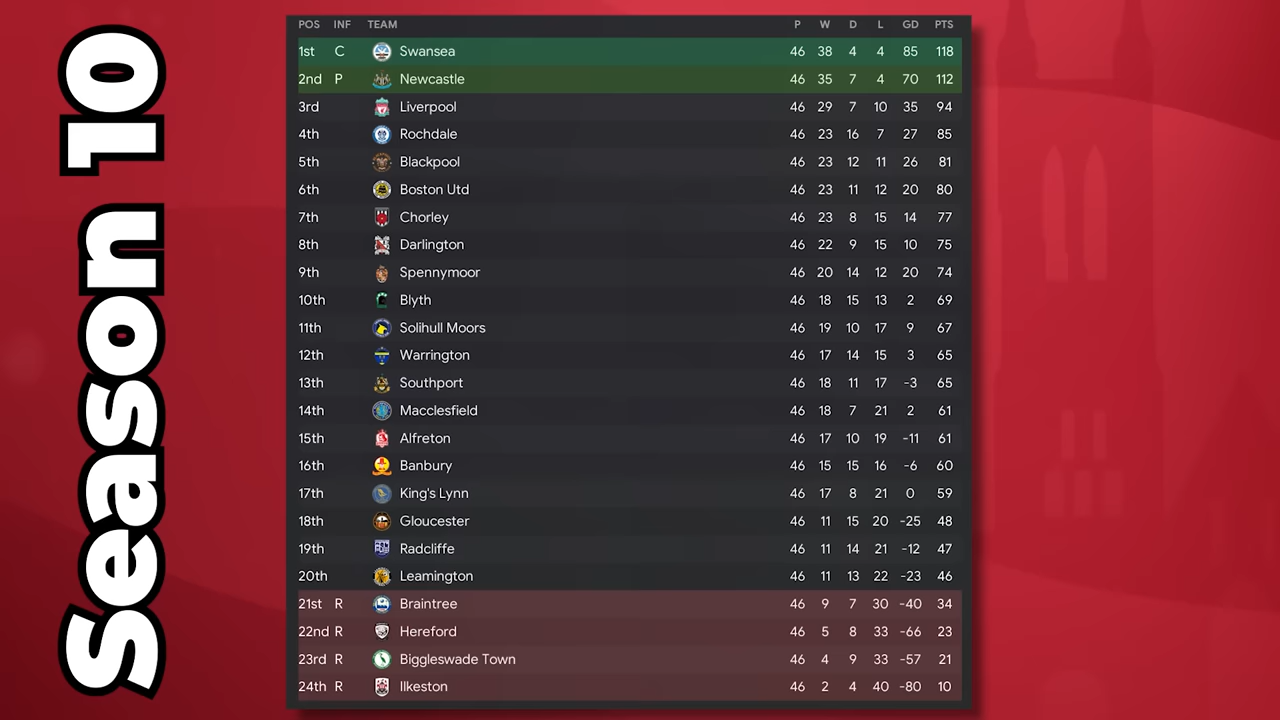 Season 10
POS INF TEAM P W D L GD PTS
1st C Swansea 46 38 4 4 85 118
2nd P Newcastle 46 35 7 4 70 112
3rd Liverpool 46 29 7 10 35 94
4th Rochdale 46 23 16 7 27 85
5th Blackpool 46 23 12 11 26 81
6th Boston Utd 46 23 11 12 20 80
7th Chorley 46 23 8 15 14 77
8th Darlington 46 22 9 15 10 75
9th Spennymoor 46 20 14 12 20 74
10th Blyth 46 18 15 13 2 69
11th Solihull Moors 46 19 10 17 9 67
12th Warrington 46 17 14 15 3 65
13th Southport 46 18 11 17 -3 65
14th Macclesfield 46 18 7 21 2 61
15th Alfreton 46 17 10 19 -11 61
16th Banbury 46 15 15 16 -6 60
17th King's Lynn 46 17 8 21 0 59
18th Gloucester 46 11 15 20 -25 48
19th Radcliffe 46 11 14 21 -12 47
20th Leamington 46 11 13 22 -23 46
21st R Braintree 46 9 7 30 -40 34
22nd R Hereford 46 5 8 33 -66 23
23rd R Biggleswade Town 46 4 9 33 -57 21
24th R Ilkeston 46 2 4 40 -80 10